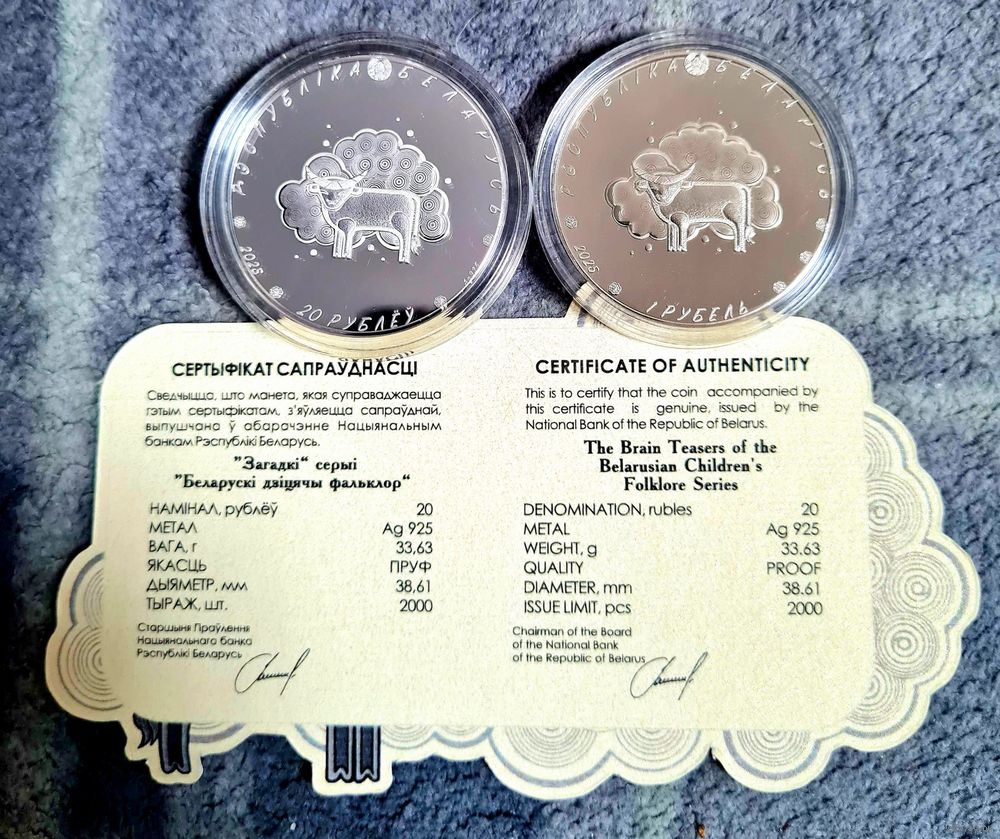 РЭСПУБЛІКА БЕЛАРУСЬ
2025
20 РУБЛЁЎ
РЭСПУБЛІКА БЕЛАРУСЬ
2025
1 РУБЕЛЬ
СЕРТЫФІКАТ САПРАЎДНАСЦІ
Сведчыцца, што манета, якая суправаджаецца
гэтым сертыфікатам, з'яўляецца сапраўднай,
выпушчана ў абарачэнне Нацыянальным
банкам Рэспублікі Беларусь.
"Загадкі" серыі
"Беларускі дзіцячы фальклор"
НАМІНАЛ, рублёў 20
МЕТАЛ Ag 925
ВАГА, г 33,63
ЯКАСЦЬ ПРУФ
ДЫЯМЕТР, мм 38,61
ТЫРАЖ, шт. 2000
Старшыня Праўлення
Нацыянальнага банка
Рэспублікі Беларусь
CERTIFICATE OF AUTHENTICITY
This is to certify that the coin accompanied by
this certificate is genuine, issued by the
National Bank of the Republic of Belarus.
The Brain Teasers of the
Belarusian Children's
Folklore Series
DENOMINATION, rubles 20
METAL Ag 925
WEIGHT, g 33.63
QUALITY PROOF
DIAMETER, mm 38.61
ISSUE LIMIT, pcs 2000
Chairman of the Board
of the National Bank
of the Republic of Belarus